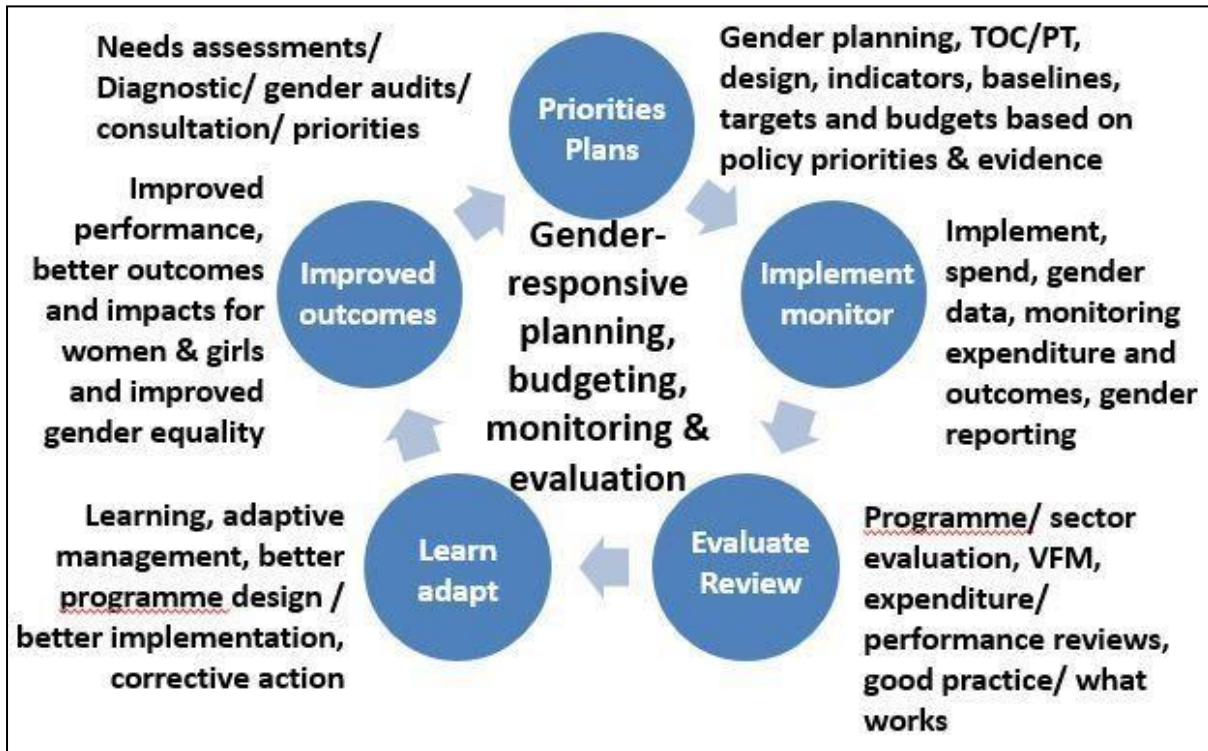 Needs assessments/
Diagnostic/ gender audits/
consultation/ priorities
Priorities
Plans
Gender planning, TOC/PT,
design, indicators, baselines,
targets and budgets based on
policy priorities & evidence
Implement
monitor
Implement,
spend, gender
data, monitoring
expenditure and
outcomes, gender
reporting
Evaluate
Review
Programme/ sector
evaluation, VFM,
expenditure/
performance reviews,
good practice/ what
works
Learn
adapt
Learning, adaptive
management, better
programme design /
better implementation,
corrective action
Improved
outcomes
Improved
performance,
better outcomes
and impacts for
women & girls
and improved
gender equality
Gender-
responsive
planning,
budgeting,
monitoring &
evaluation